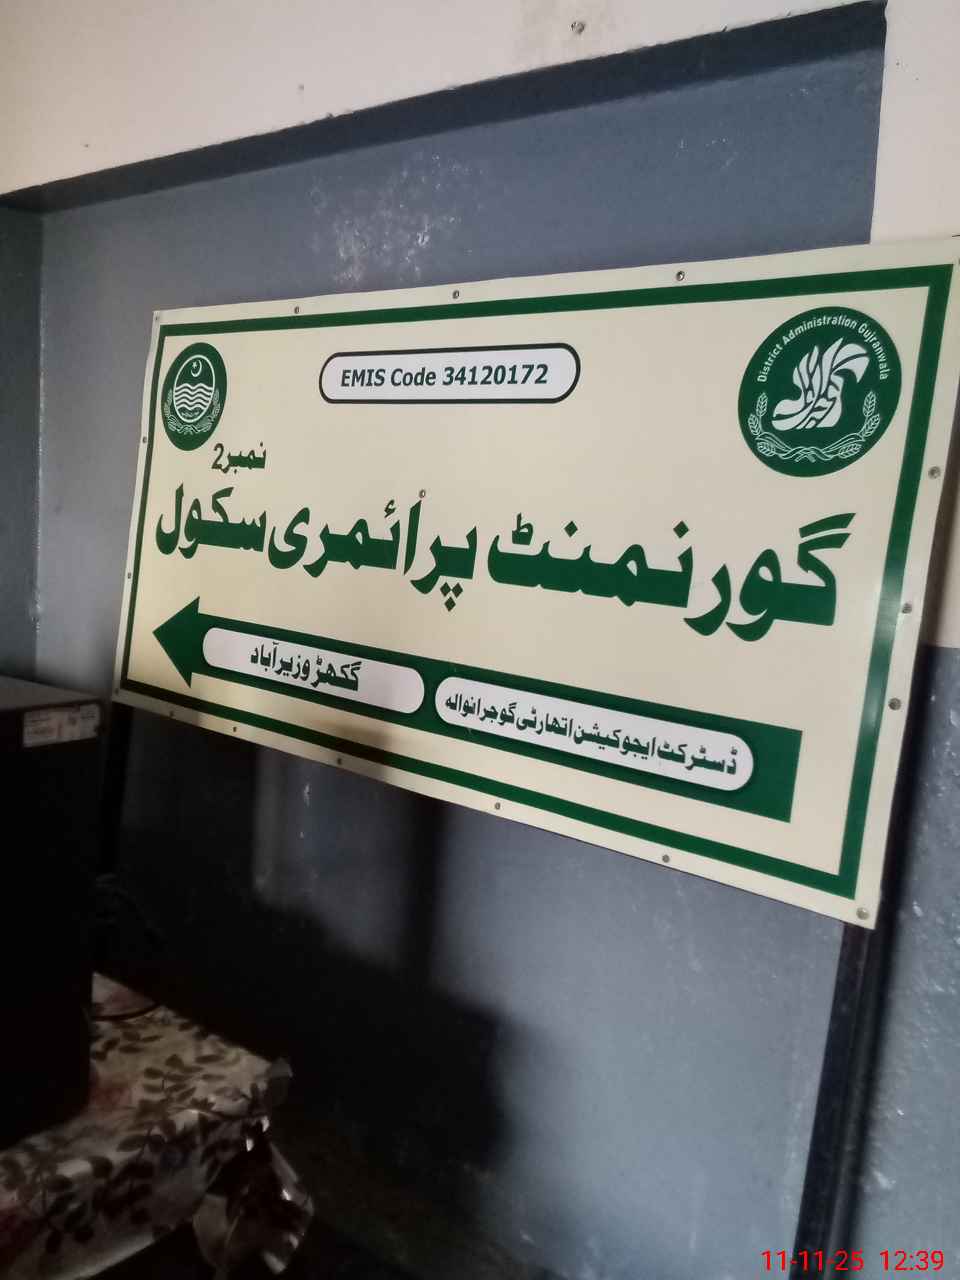 EMIS Code 34120172
District Administration Gujranwala
گوجرانوالہ
نمبر2
گورنمنٹ پرائمری سکول
ڈسٹرکٹ ایجوکیشن اتھارٹی گوجرانوالہ
گکھڑ وزیرآباد
11-11-25 12:39